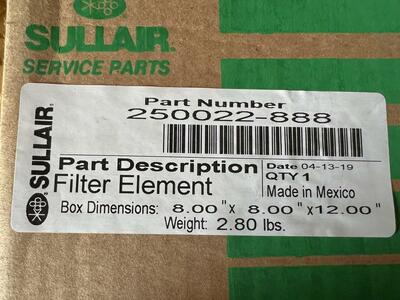 SULLAIR
SERVICE PARTS
SULLAIR
Part Number
250022-888
Part Description
Filter Element
Date 04-13-19
QTY 1
Made in Mexico
Box Dimensions: 8.00 " x 8.00 " x 12.00 "
Weight: 2.80 lbs.